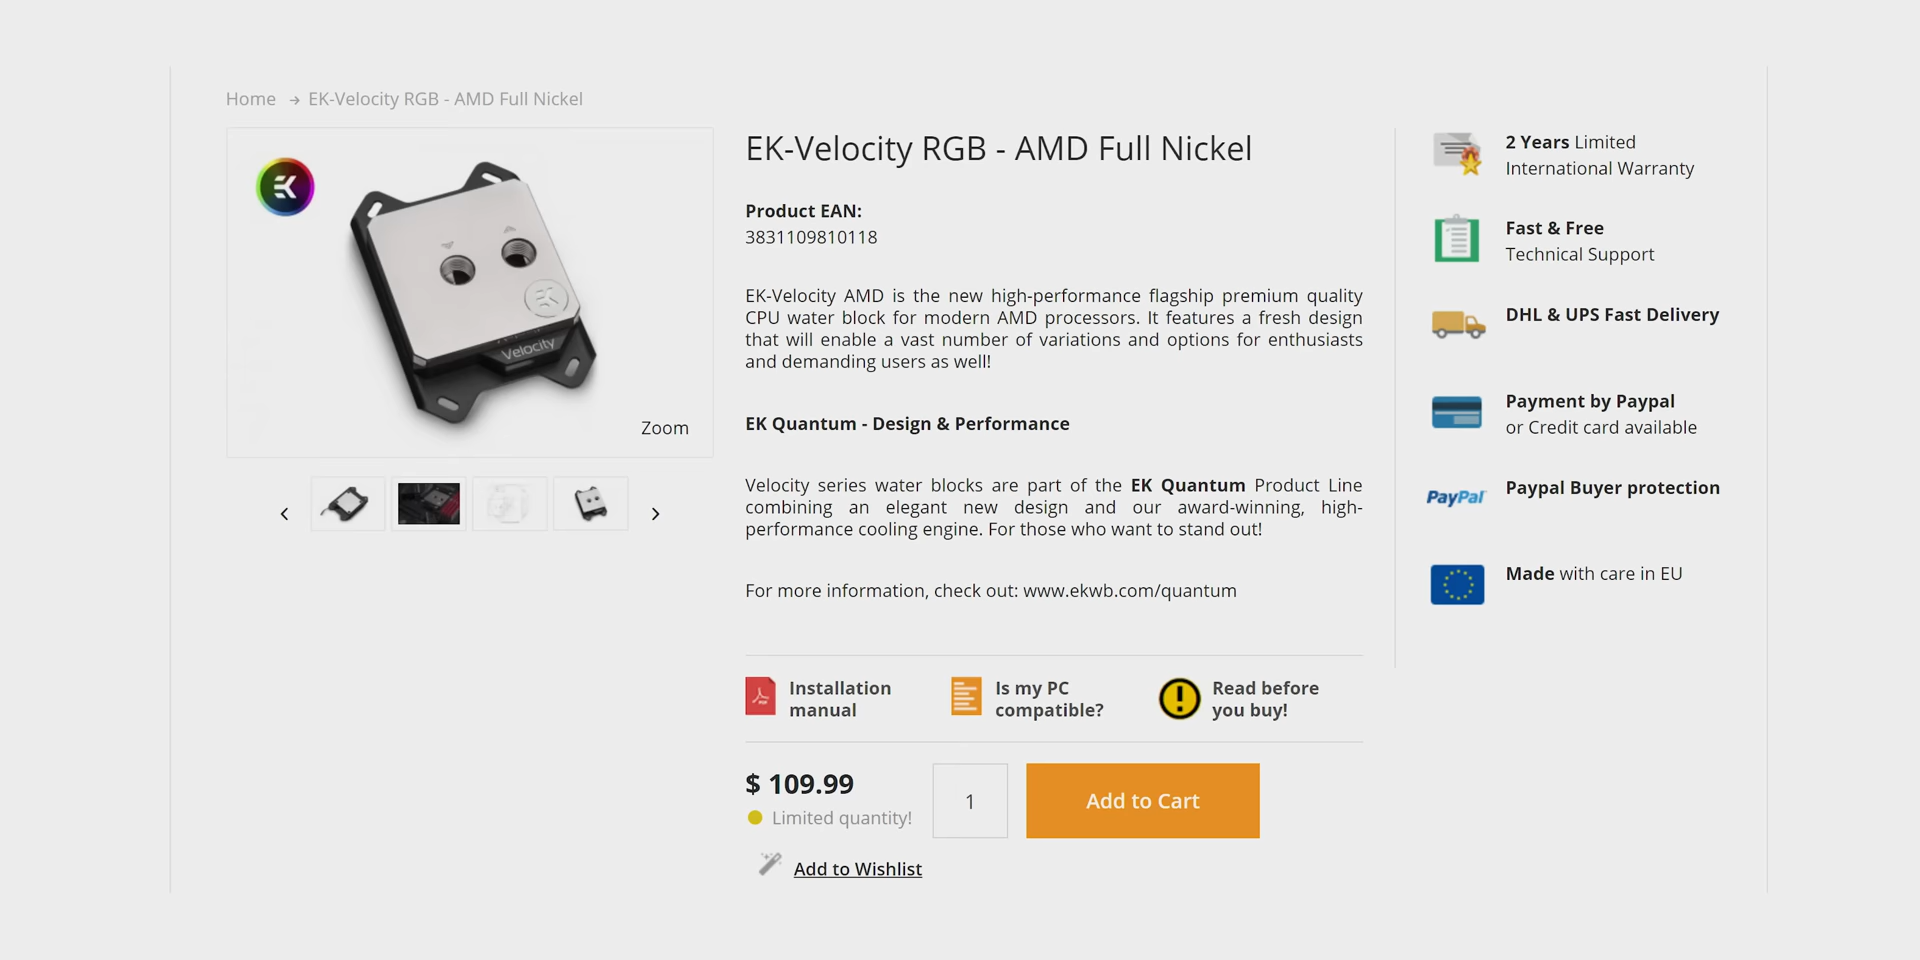 Home → EK-Velocity RGB - AMD Full Nickel
Velocity
Zoom
EK-Velocity RGB - AMD Full Nickel
Product EAN:
3831109810118
EK-Velocity AMD is the new high-performance flagship premium quality
CPU water block for modern AMD processors. It features a fresh design
that will enable a vast number of variations and options for enthusiasts
and demanding users as well!
EK Quantum - Design & Performance
Velocity series water blocks are part of the EK Quantum Product Line
combining an elegant new design and our award-winning, high-
performance cooling engine. For those who want to stand out!
For more information, check out: www.ekwb.com/quantum
Installation
manual
Is my PC
compatible?
Read before
you buy!
$ 109.99
Limited quantity!
1
Add to Cart
Add to Wishlist
2 Years Limited
International Warranty
Fast & Free
Technical Support
DHL & UPS Fast Delivery
Payment by Paypal
or Credit card available
PayPal
Paypal Buyer protection
Made with care in EU